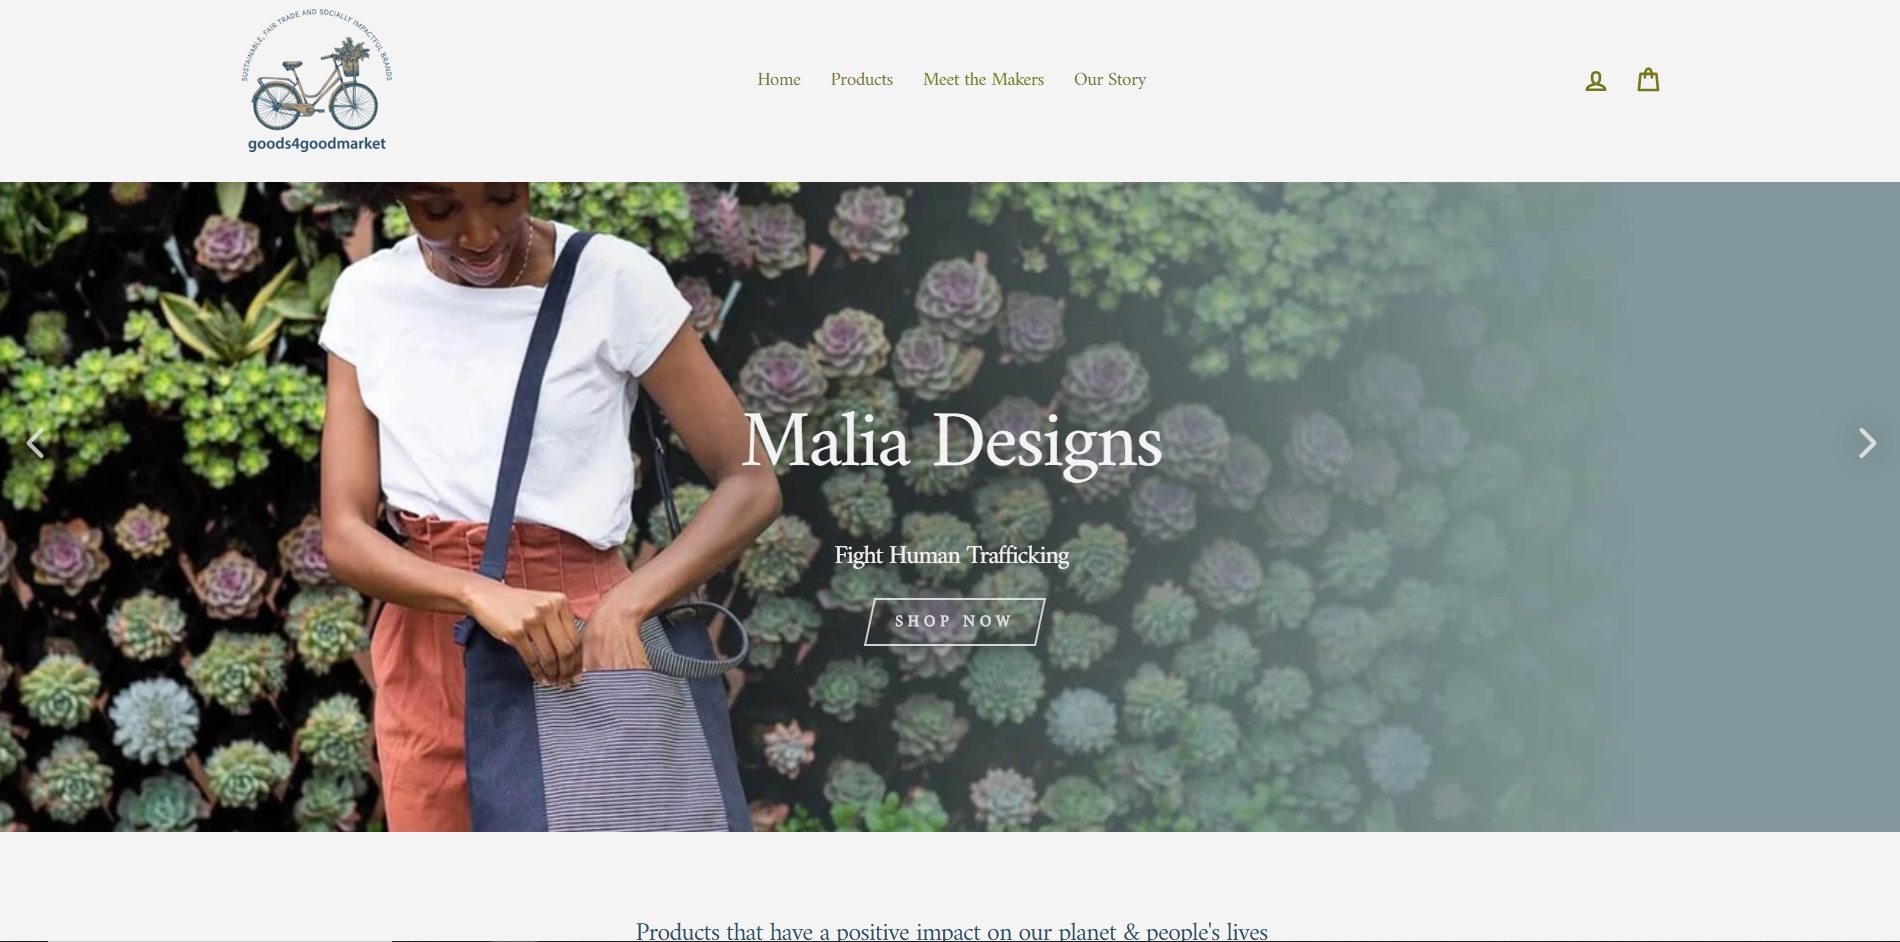 SUSTAINABLE, FAIR TRADE AND SOCIALLY IMPACTFUL BRANDS
goods4goodmarket
Home Products Meet the Makers Our Story
Malia Designs
Fight Human Trafficking
SHOP NOW
Products that have a positive impact on our planet & people's lives